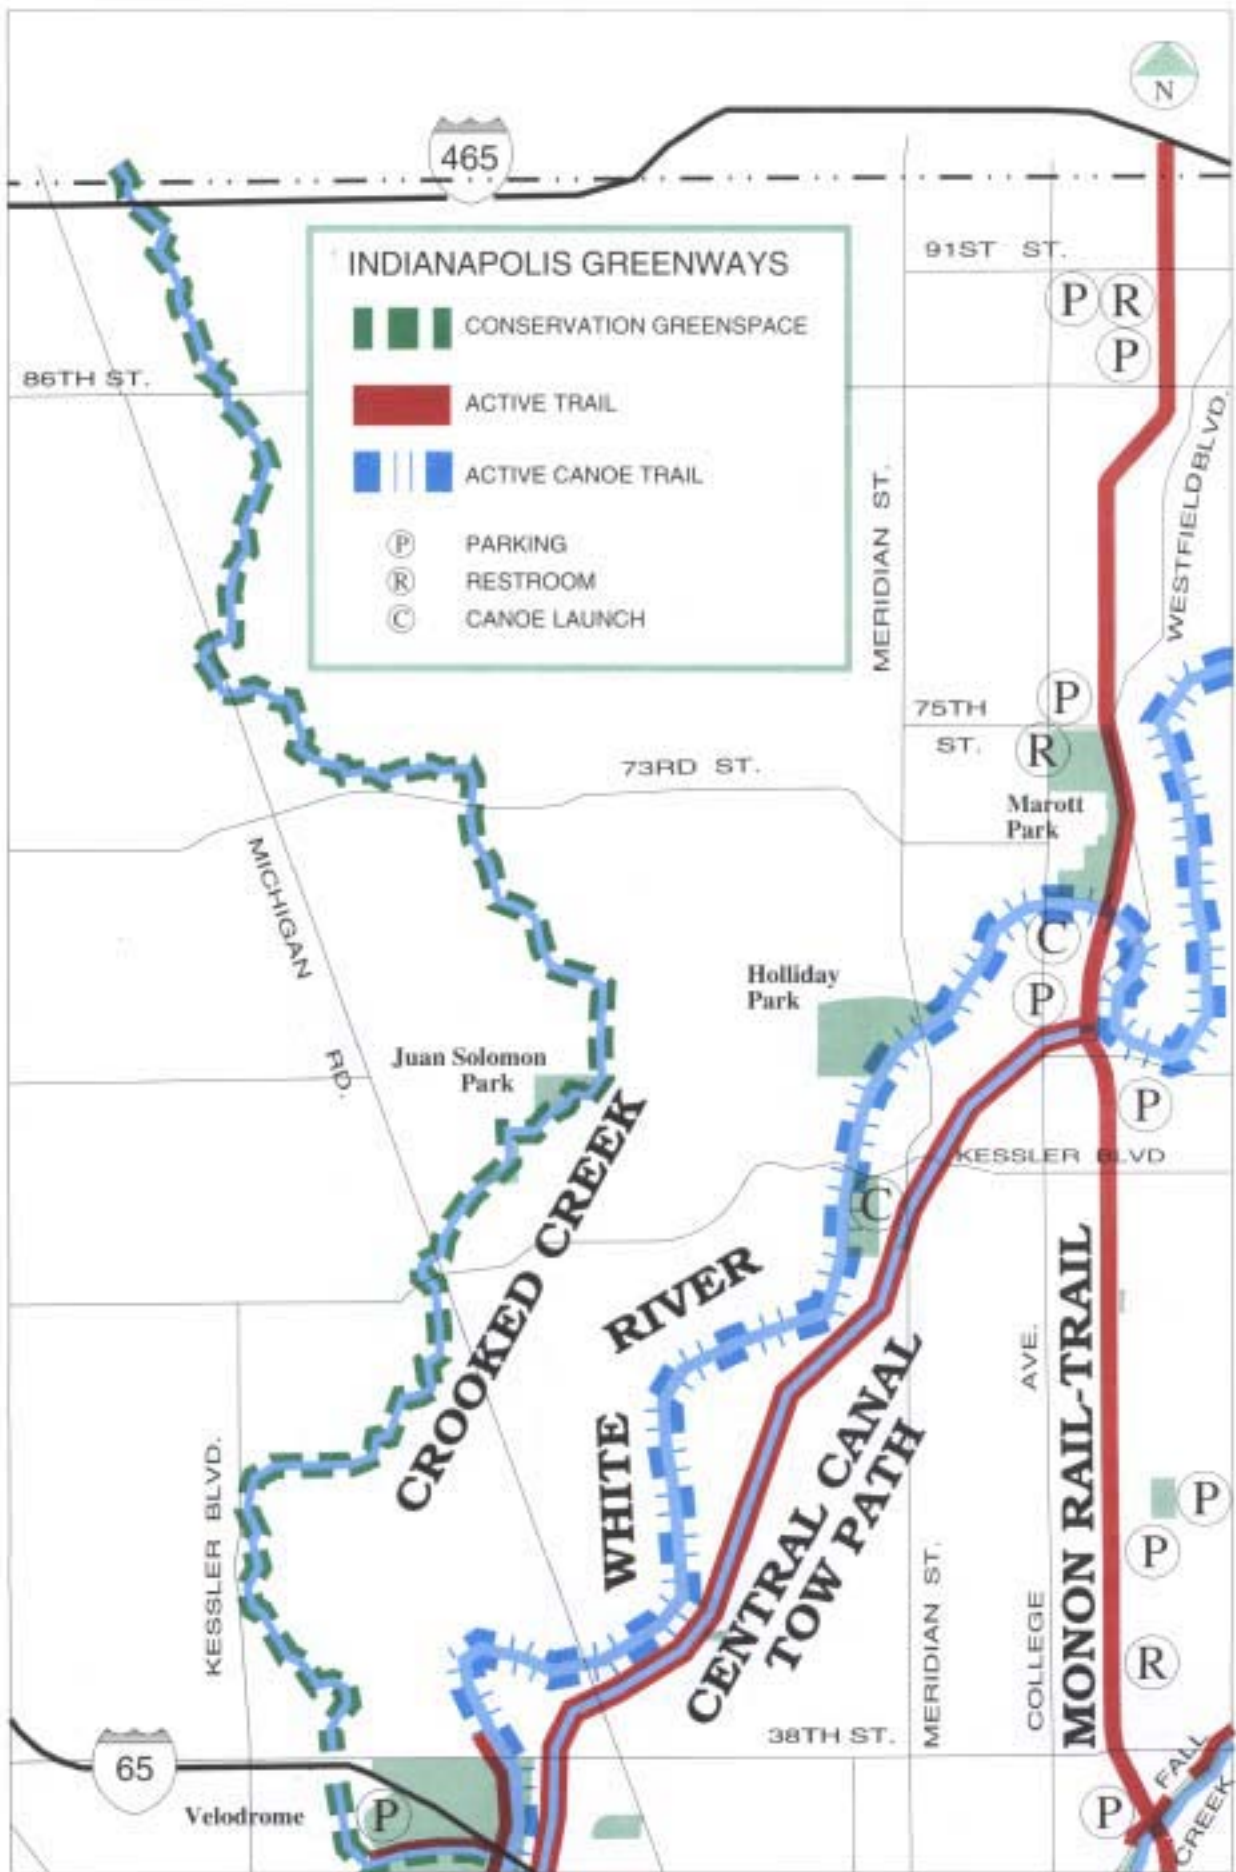 N
465
INDIANAPOLIS GREENWAYS
CONSERVATION GREENSPACE
ACTIVE TRAIL
ACTIVE CANOE TRAIL
P PARKING
R RESTROOM
C CANOE LAUNCH
91ST ST.
P R
P
86TH ST.
WESTFIELD BLVD.
MERIDIAN ST.
P
75TH
ST.
R
73RD ST.
Marott
Park
MICHIGAN
RD.
C
Holliday
Park
P
Juan Solomon
Park
P
KESSLER BLVD
C
CROOKED CREEK
WHITE
RIVER
CENTRAL CANAL
TOW PATH
MONON RAIL-TRAIL
COLLEGE
AVE.
KESSLER BLVD.
MERIDIAN ST.
P
P
R
38TH ST.
65
Velodrome
P
P
FALL
CREEK